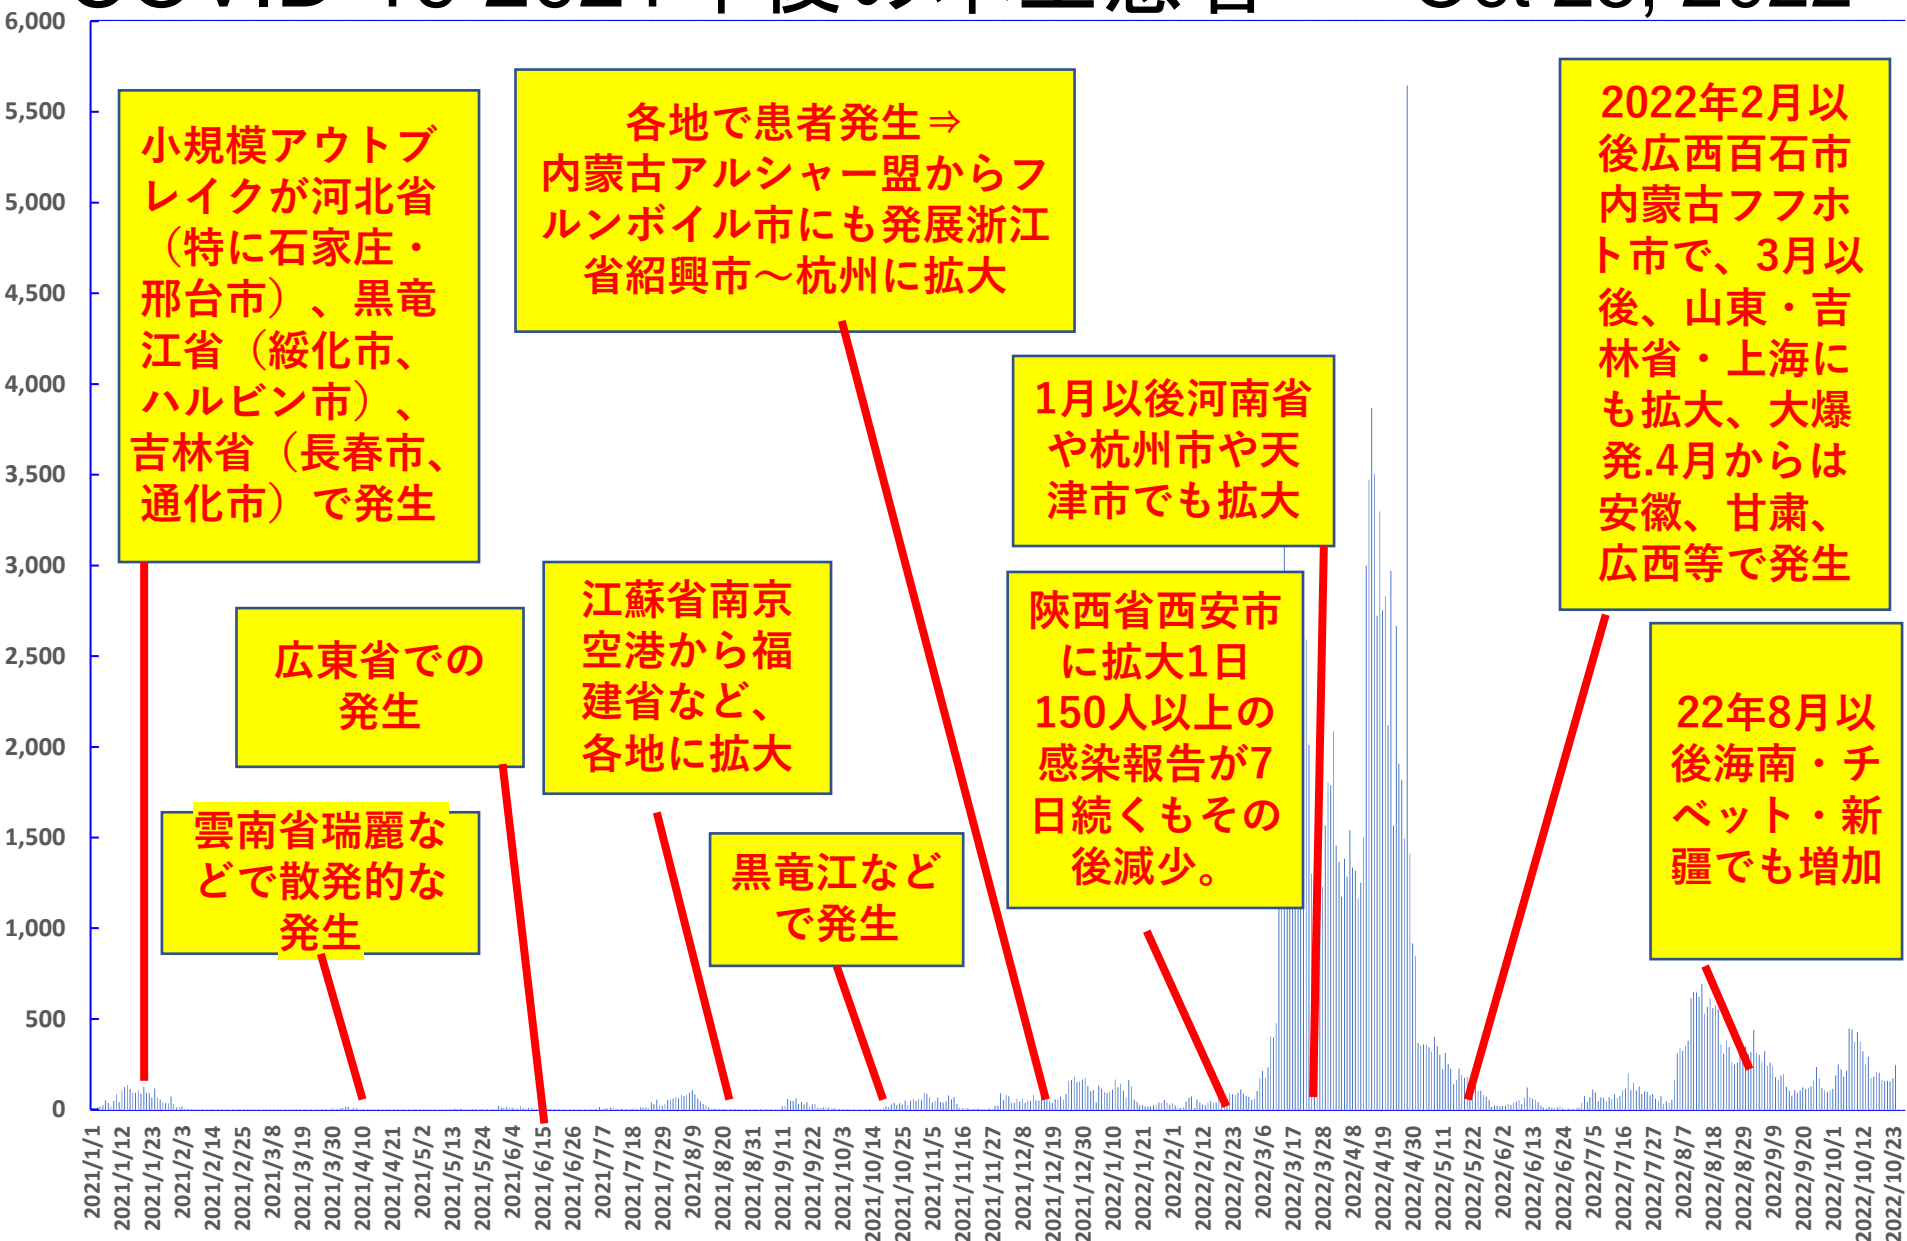 COVID-19 2021年後の本土患者 Oct 2022
6,000
5,500
5,000
4,500
4,000
3,500
3,000
2,500
2,000
1,500
1,000
500
0
小規模アウトブ
レイクが河北省
（特に石家庄・
邢台市）、黒竜
江省（綏化市、
ハルビン市）、
吉林省（長春市、
通化市）で発生
各地で患者発生⇒
内蒙古アルシャー盟からフ
ルンボイル市にも発展浙江
省紹興市～杭州に拡大
2022年2月以
後広西百石市
内蒙古フフホ
ト市で、3月以
後、山東・吉
林省・上海に
も拡大、大爆
発.4月からは
安徽、甘粛、
広西等で発生
1月以後河南省
や杭州市や天
津市でも拡大
江蘇省南京
空港から福
建省など、
各地に拡大
陝西省西安市
に拡大1日
150人以上の
感染報告が7
日続くもその
後減少。
広東省での
発生
22年8月以
後海南・チ
ベット・新
疆でも増加
雲南省瑞麗な
どで散発的な
発生
黒竜江など
で発生
2021/1/1
2021/1/12
2021/1/23
2021/2/3
2021/2/14
2021/2/25
2021/3/8
2021/3/19
2021/3/30
2021/4/10
2021/4/21
2021/5/2
2021/5/13
2021/5/24
2021/6/4
2021/6/15
2021/6/26
2021/7/7
2021/7/18
2021/7/29
2021/8/9
2021/8/20
2021/8/31
2021/9/11
2021/9/22
2021/10/3
2021/10/14
2021/10/25
2021/11/5
2021/11/16
2021/11/27
2021/12/8
2021/12/19
2021/12/30
2022/1/10
2022/1/21
2022/2/1
2022/2/12
2022/2/23
2022/3/6
2022/3/17
2022/3/28
2022/4/8
2022/4/19
2022/4/30
2022/5/11
2022/5/22
2022/6/2
2022/6/13
2022/6/24
2022/7/5
2022/7/16
2022/7/27
2022/8/7
2022/8/18
2022/8/29
2022/9/9
2022/9/20
2022/10/1
2022/10/12
2022/10/23